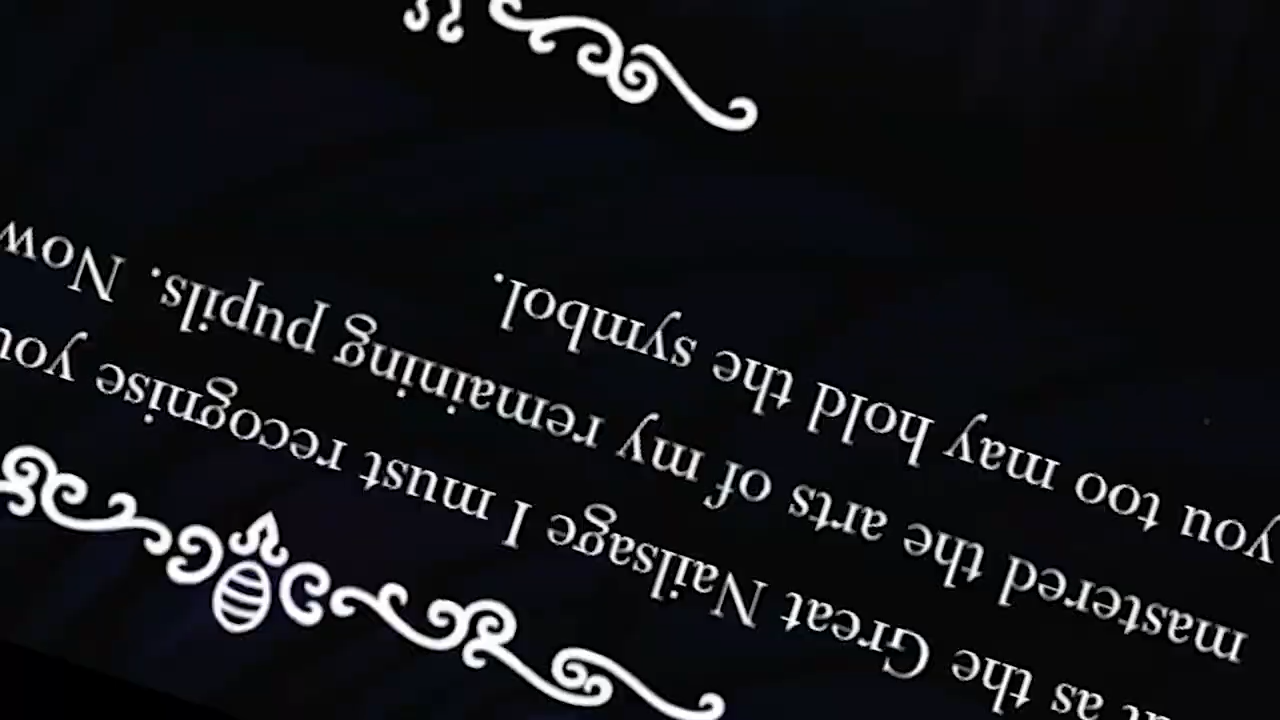 as the Great Nailsage I must recognise you
mastered the arts of my remaining pupils. Now
you too may hold the symbol.